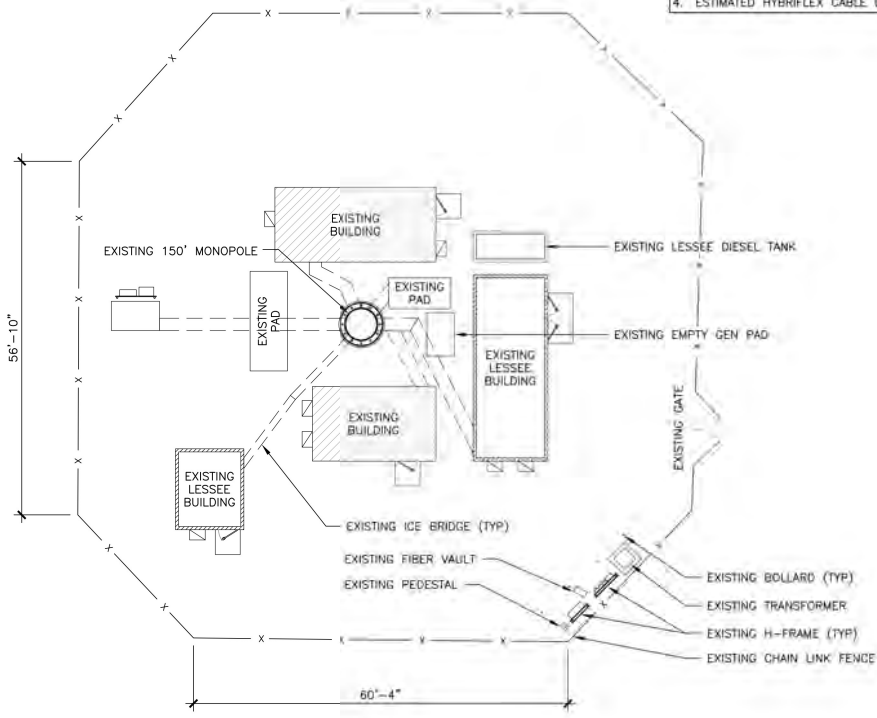 4. ESTIMATED HYBRIFLEX CABLE
EXISTING
BUILDING
EXISTING 150' MONOPOLE
EXISTING LESSEE DIESEL TANK
EXISTING
PAD
EXISTING
PAD
EXISTING EMPTY GEN PAD
56'-10"
EXISTING
LESSEE
BUILDING
EXISTING
BUILDING
EXISTING GATE
EXISTING
LESSEE
BUILDING
EXISTING ICE BRIDGE (TYP)
EXISTING FIBER VAULT
EXISTING PEDESTAL
EXISTING BOLLARD (TYP)
EXISTING TRANSFORMER
EXISTING H-FRAME (TYP)
EXISTING CHAIN LINK FENCE
60'-4"